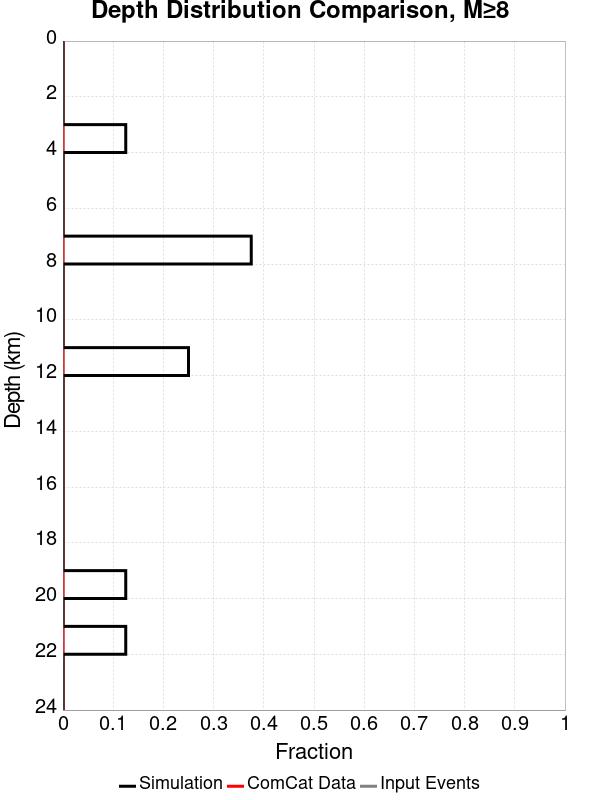 Depth Distribution Comparison, M≥8
0
2
4
6
8
10
12
14
16
18
20
22
24
Depth (km)
0 0.1 0.2 0.3 0.4 0.5 0.6 0.7 0.8 0.9 1
Fraction
Simulation ComCat Data Input Events